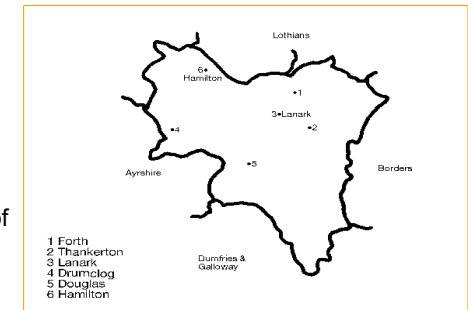 Lothians
6
Hamilton
1
3 Lanark
2
4
5
Ayrshire
Borders
of
Dumfries &
Galloway
1 Forth
2 Thankerton
3 Lanark
4 Drumclog
5 Douglas
6 Hamilton